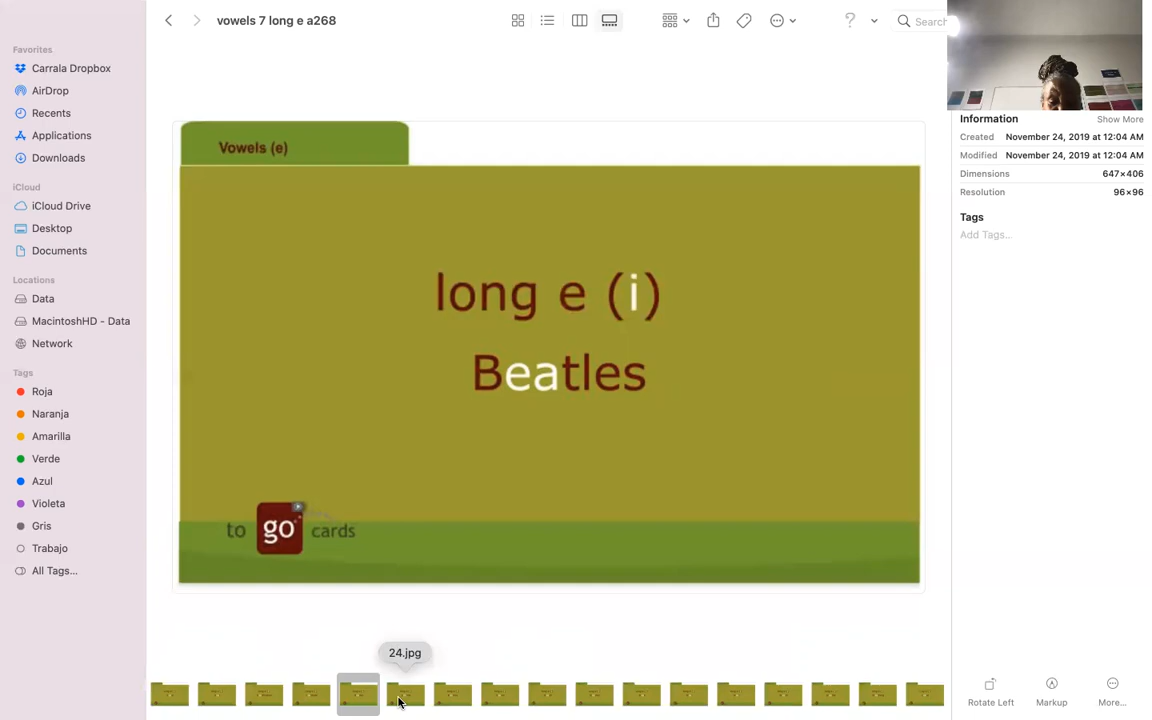 vowels 7 long e a268
Search
Favorites
Carrala Dropbox
AirDrop
Recents
Applications
Downloads
iCloud
iCloud Drive
Desktop
Documents
Locations
Data
MacintoshHD - Data
Network
Tags
Roja
Naranja
Amarilla
Verde
Azul
Violeta
Gris
Trabajo
All Tags...
Vowels (e)
long e (i)
Beatles
to go cards
24.jpg
Information Show More
Created November 24, 2019 at 12:04 AM
Modified November 24, 2019 at 12:04 AM
Dimensions 647×406
Resolution 96×96
Tags
Add Tags...
Rotate Left Markup More...